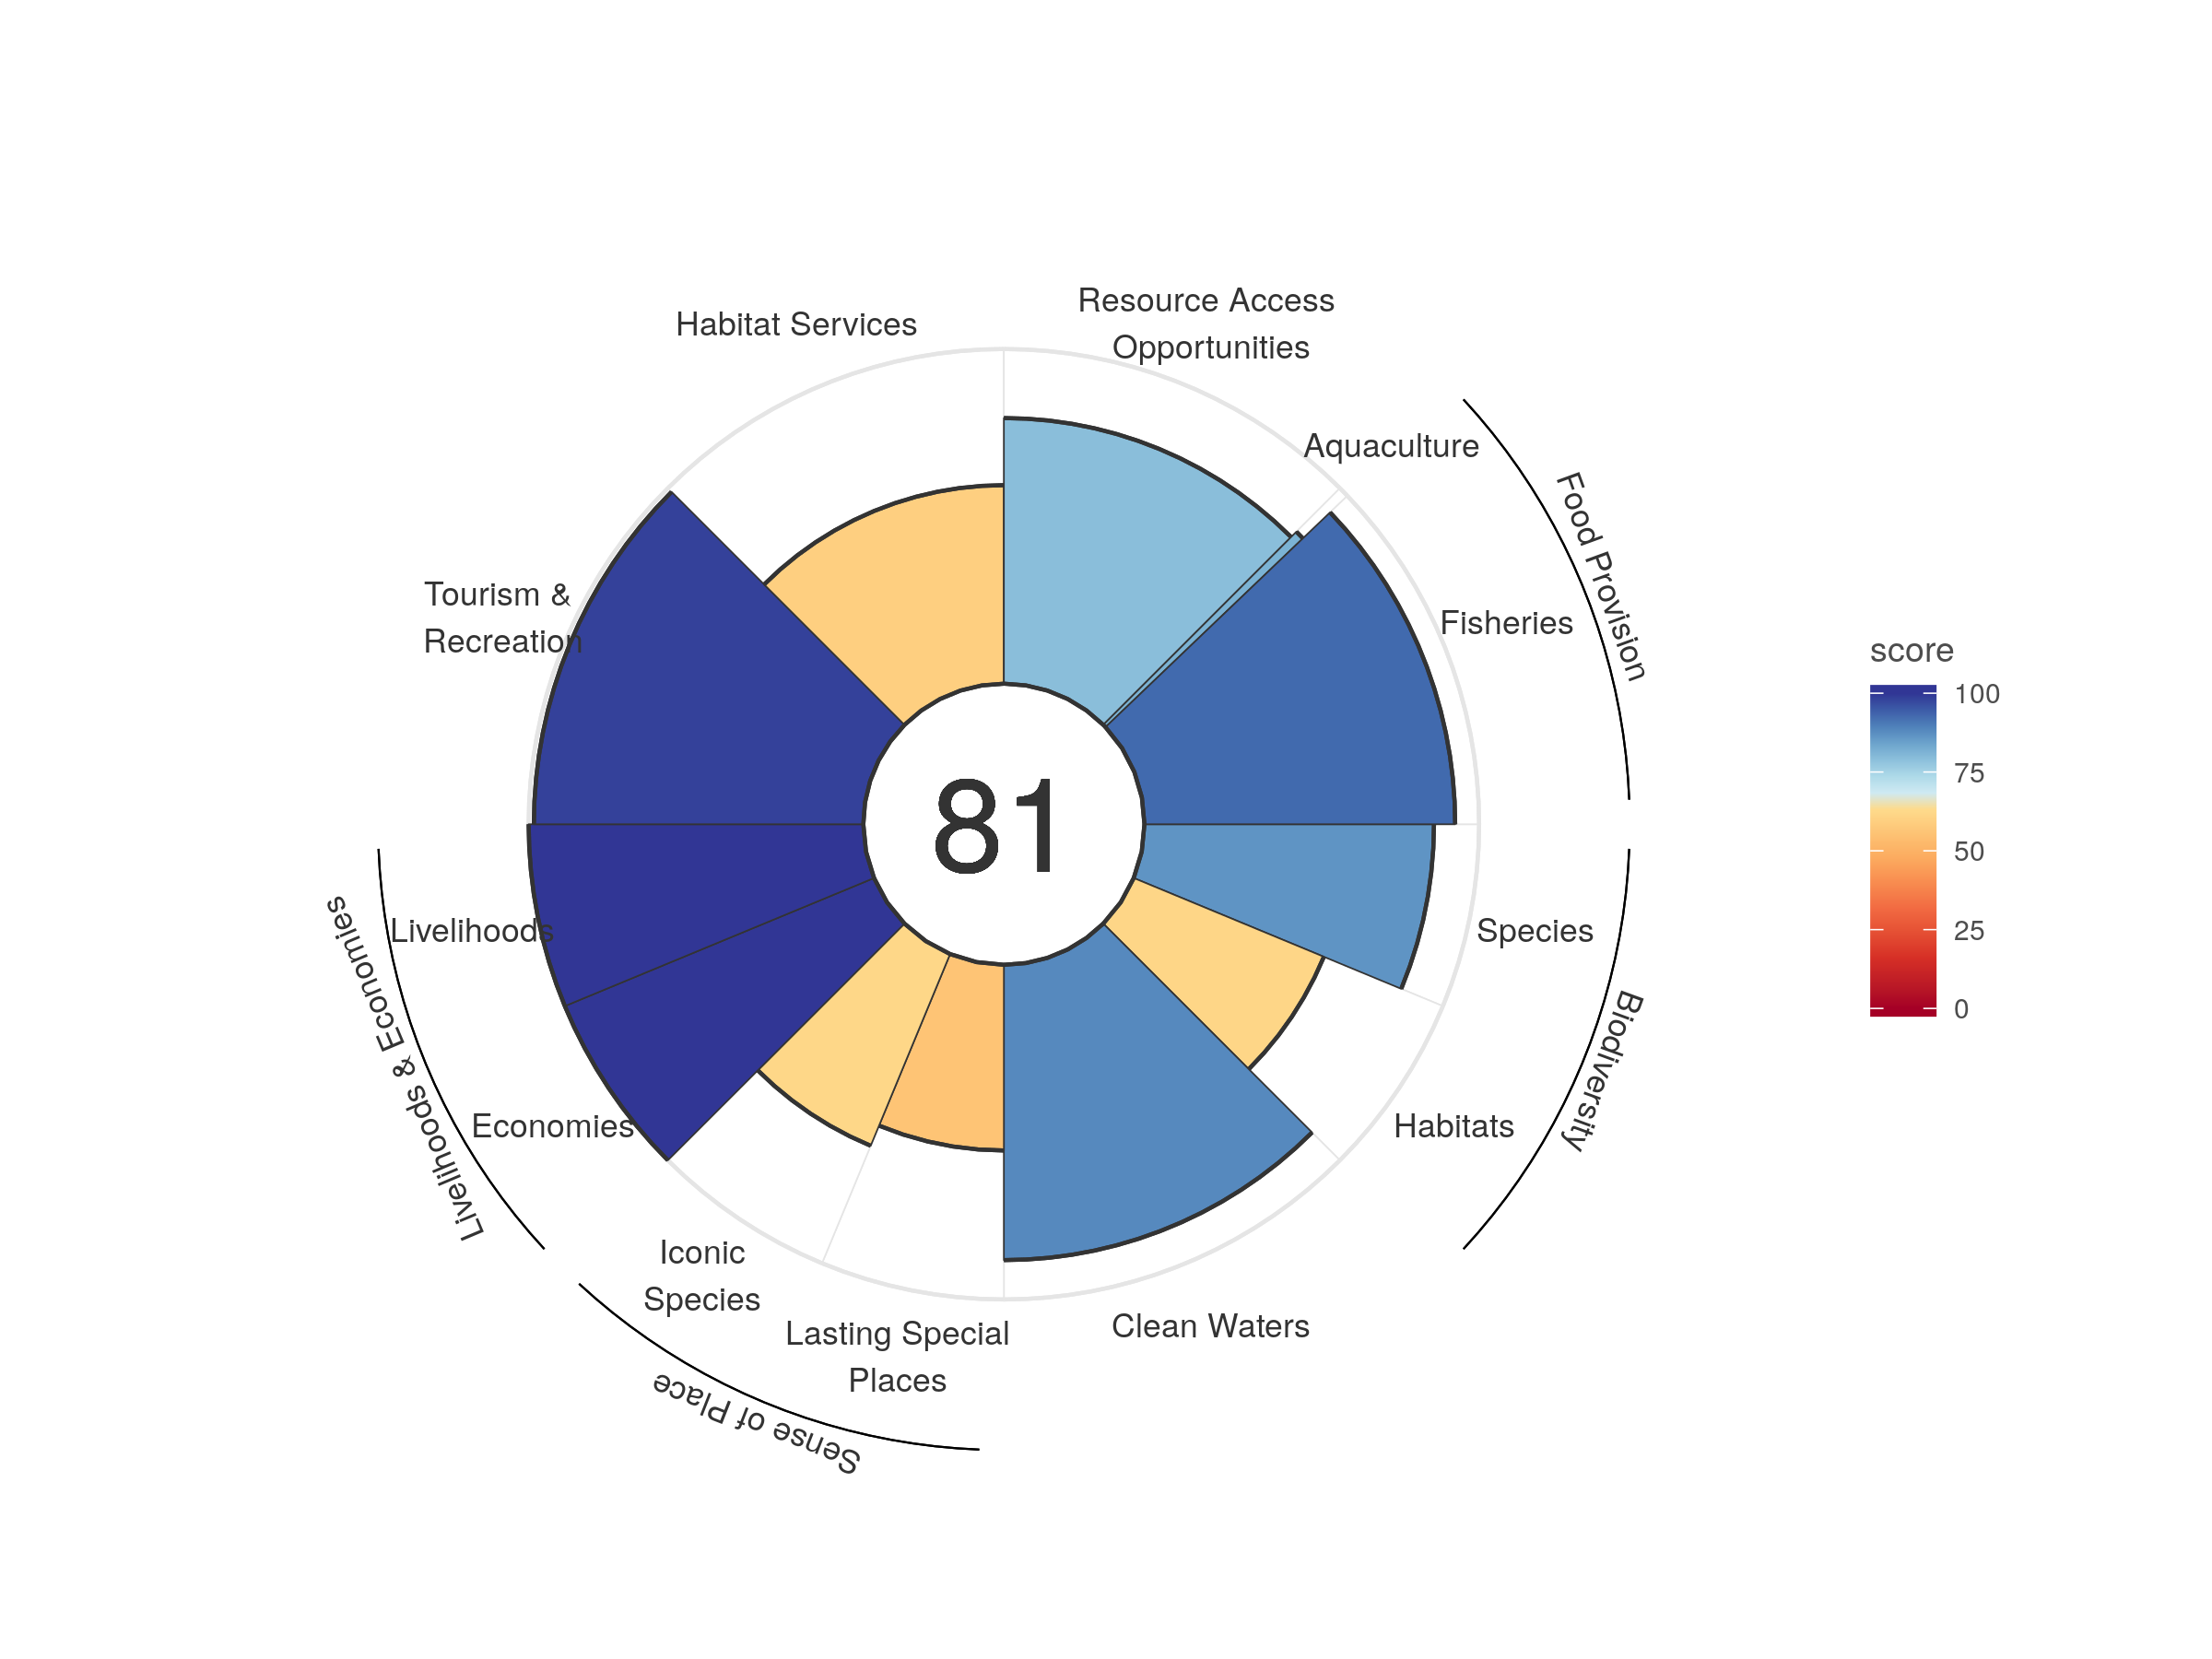 Resource Access
Opportunities
Habitat Services
Aquaculture
Food Provision
Fisheries
Tourism &
Recreation
81
score
100
75
50
25
0
Livelihoods
Species
Livelihoods & Economies
Biodiversity
Economies
Habitats
Iconic
Species
Lasting Special
Places
Clean Waters
Sense of Place